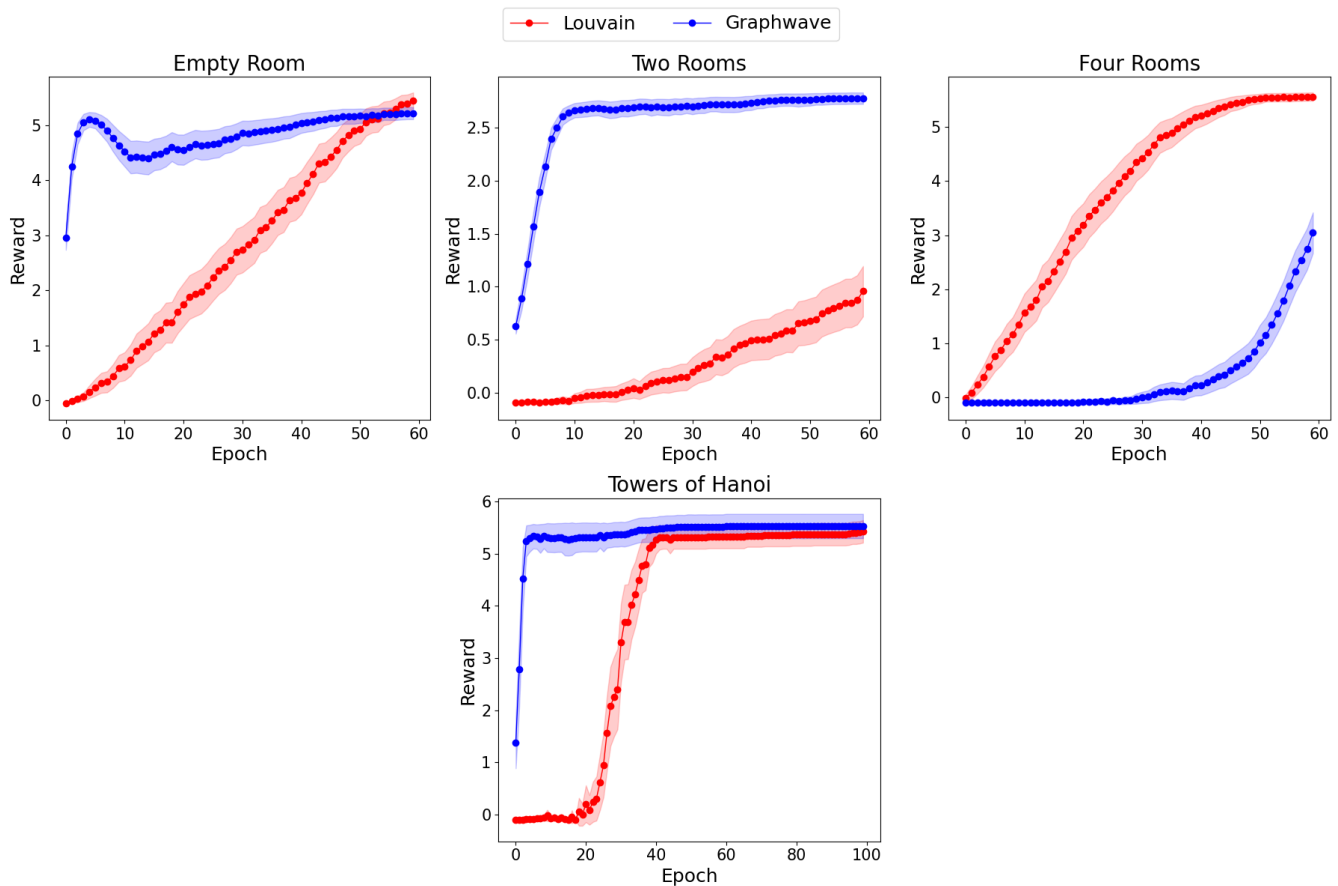 Louvain Graphwave
Empty Room
Two Rooms
Four Rooms
Reward
5
4
3
2
1
0
0 10 20 30 40 50 60
Epoch
Reward
2.5
2.0
1.5
1.0
0.5
0.0
0 10 20 30 40 50 60
Epoch
Reward
5
4
3
2
1
0
0 10 20 30 40 50 60
Epoch
Towers of Hanoi
Reward
6
5
4
3
2
1
0
0 20 40 60 80 100
Epoch